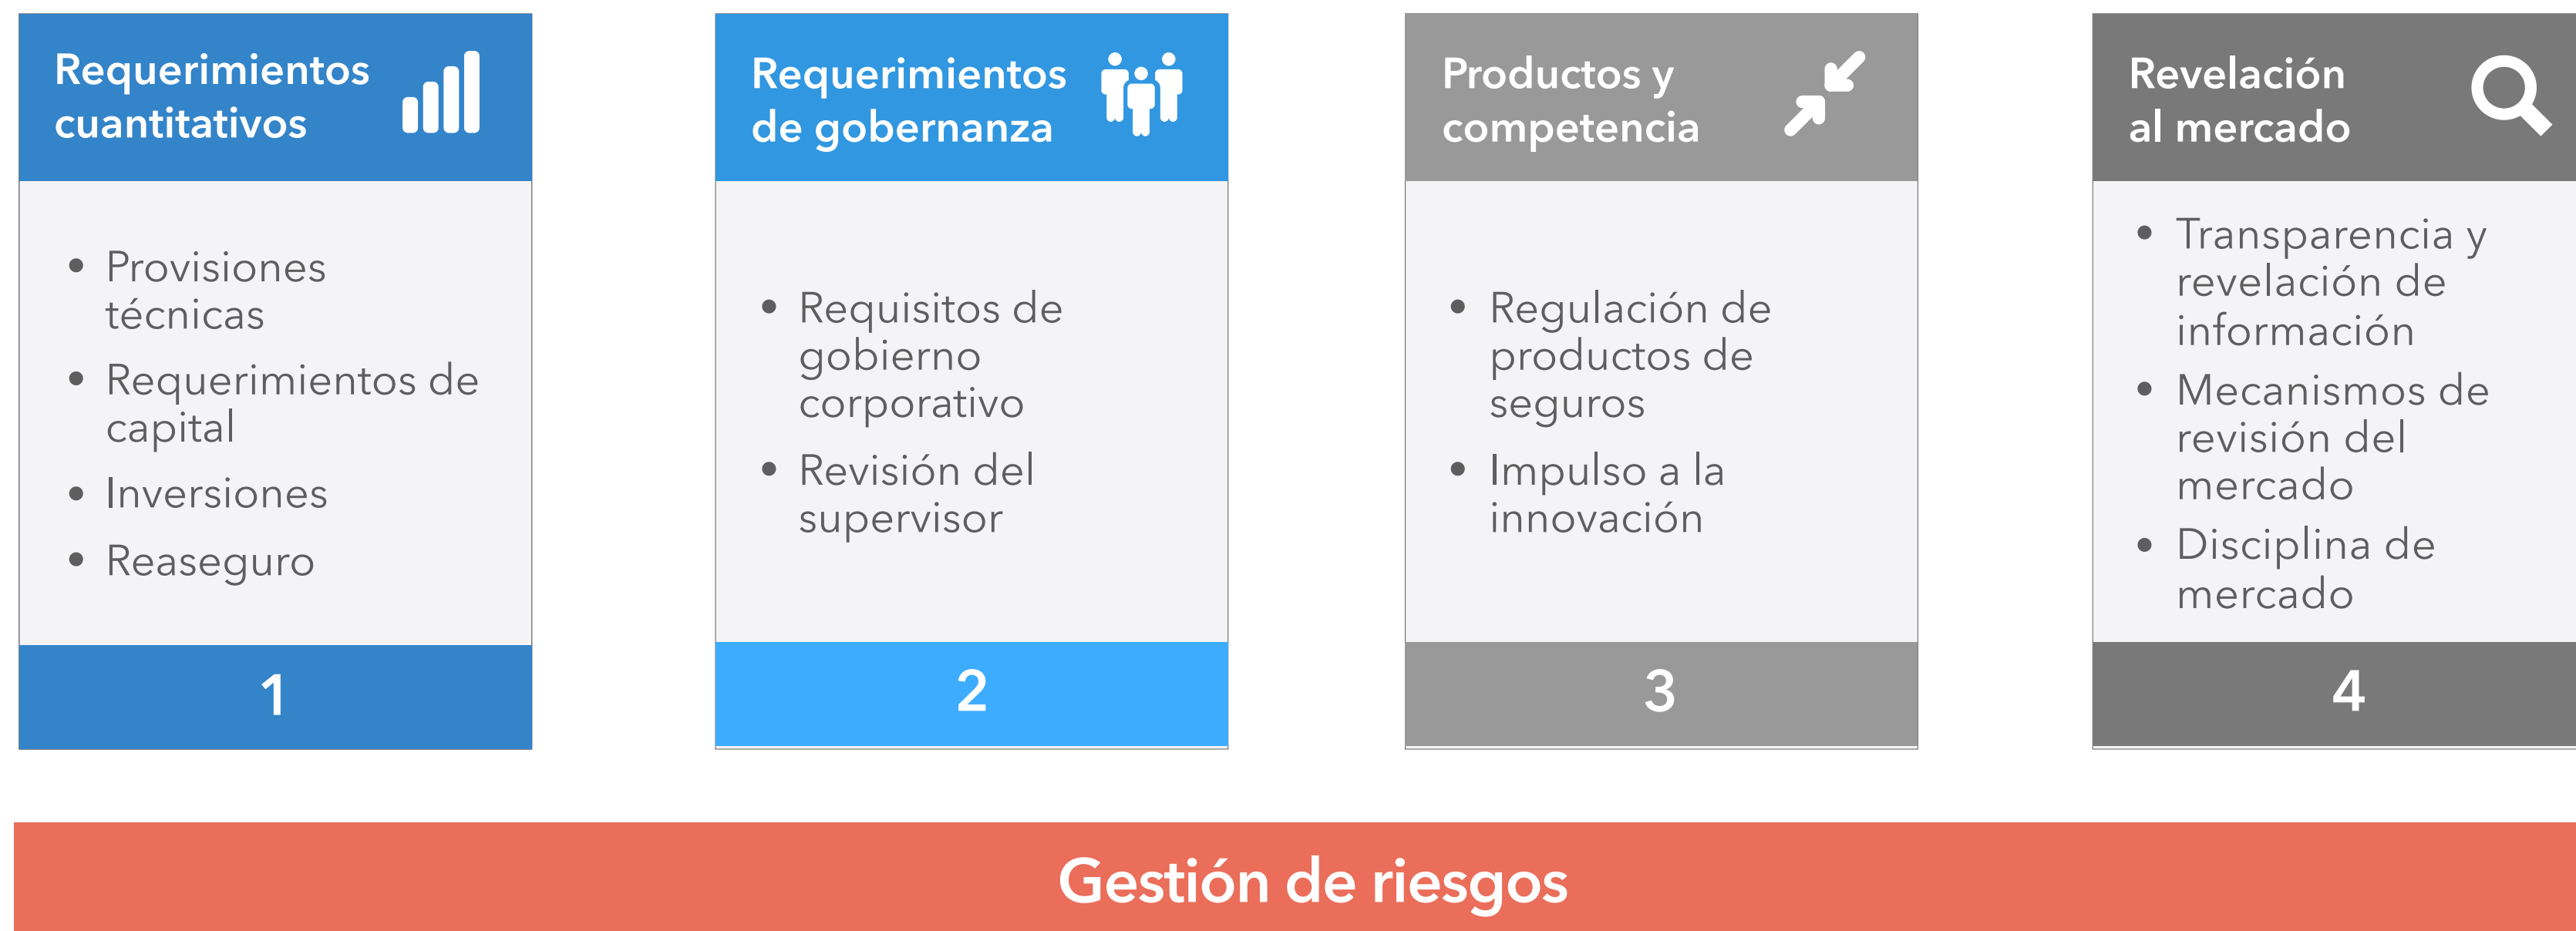 Requerimientos
cuantitativos
• Provisiones
técnicas
• Requerimientos de
capital
• Inversiones
• Reaseguro
1
Requerimientos
de gobernanza
• Requisitos de
gobierno
corporativo
• Revisión del
supervisor
2
Productos y
competencia
• Regulación de
productos de
seguros
• Impulso a la
innovación
3
Revelación
al mercado
• Transparencia y
revelación de
información
• Mecanismos de
revisión del
mercado
• Disciplina de
mercado
4
Gestión de riesgos